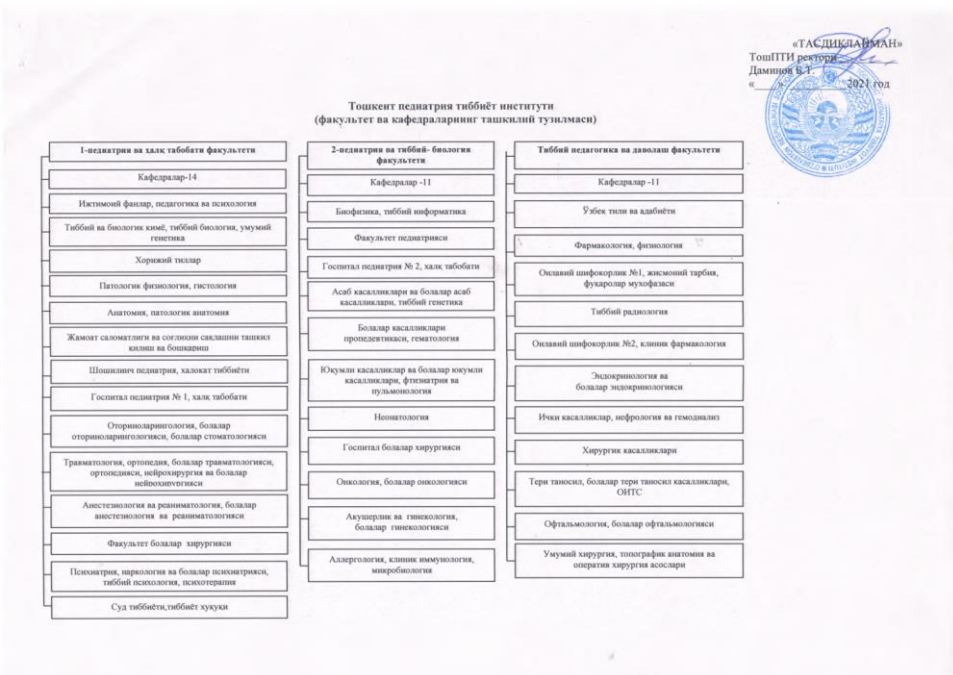 «ТАСДИКЛАЙМАН»
ТошПТИ ректори
Даминов Б.Т.
«____» ____________2021 год
Тошкент педиатрия тиббиёт институти
(факультет ва кафедраларнинг ташкилий тузилмаси)
1-педиатрия ва ҳалқ табобати факультети
Кафедралар-14
Ижтимоий фанлар, педагогика ва психология
Тиббий ва биологик кимё, тиббий биология, умумий
генетика
Хорижий тиллар
Патологик физиология, гистология
Анатомия, патологик анатомия
Жамоат саломатлиги ва соғлиқни сақлашни ташкил
қилиш ва бошқариш
Шошилинч педиатрия, халокат тиббиёти
Госпитал педиатрия № 1, халқ табобати
Оториноларингология, болалар
оториноларингологияси, болалар стоматологияси
Травматология, ортопедия, болалар травматологияси,
ортопедияси, нейрохирургия ва болалар
нейрохирургияси
Анестезиология ва реаниматология, болалар
анестезиология ва реаниматологияси
Факультет болалар хирургияси
Психиатрия, наркология ва болалар психиатрияси,
тиббий психология, психотерапия
Суд тиббиёти,тиббиёт хукуки
2-педиатрия ва тиббий- биология
факультети
Кафедралар -11
Биофизика, тиббий информатика
Факультет педиатрияси
Госпитал педиатрия № 2, халқ табобати
Асаб касалликлари ва болалар асаб
касалликлари, тиббий генетика
Болалар касалликлари
пропедевтикаси, гематология
Юкумли касалликлар ва болалар юкумли
касалликлари, фтизиатрия ва
пульмонология
Неонатология
Госпитал болалар хирургияси
Онкология, болалар онкологияси
Акушерлик ва гинекология,
болалар гинекологияси
Аллергология, клиник иммунология,
микробиология
Тиббий педагогика ва даволаш факультети
Кафедралар -11
Ўзбек тили ва адабиёти
Фармакология, физиология
Оилавий шифокорлик №1, жисмоний тарбия,
фуқаролар мухофазаси
Тиббий радиология
Оилавий шифокорлик №2, клиник фармакология
Эндокринология ва
болалар эндокринологияси
Ички касалликлар, нефрология ва гемодиализ
Хирургик касалликлари
Тери таносил, болалар тери таносил касалликлари,
ОИТС
Офтальмология, болалар офтальмологияси
Умумий хирургия, топографик анатомия ва
оператив хирургия асослари